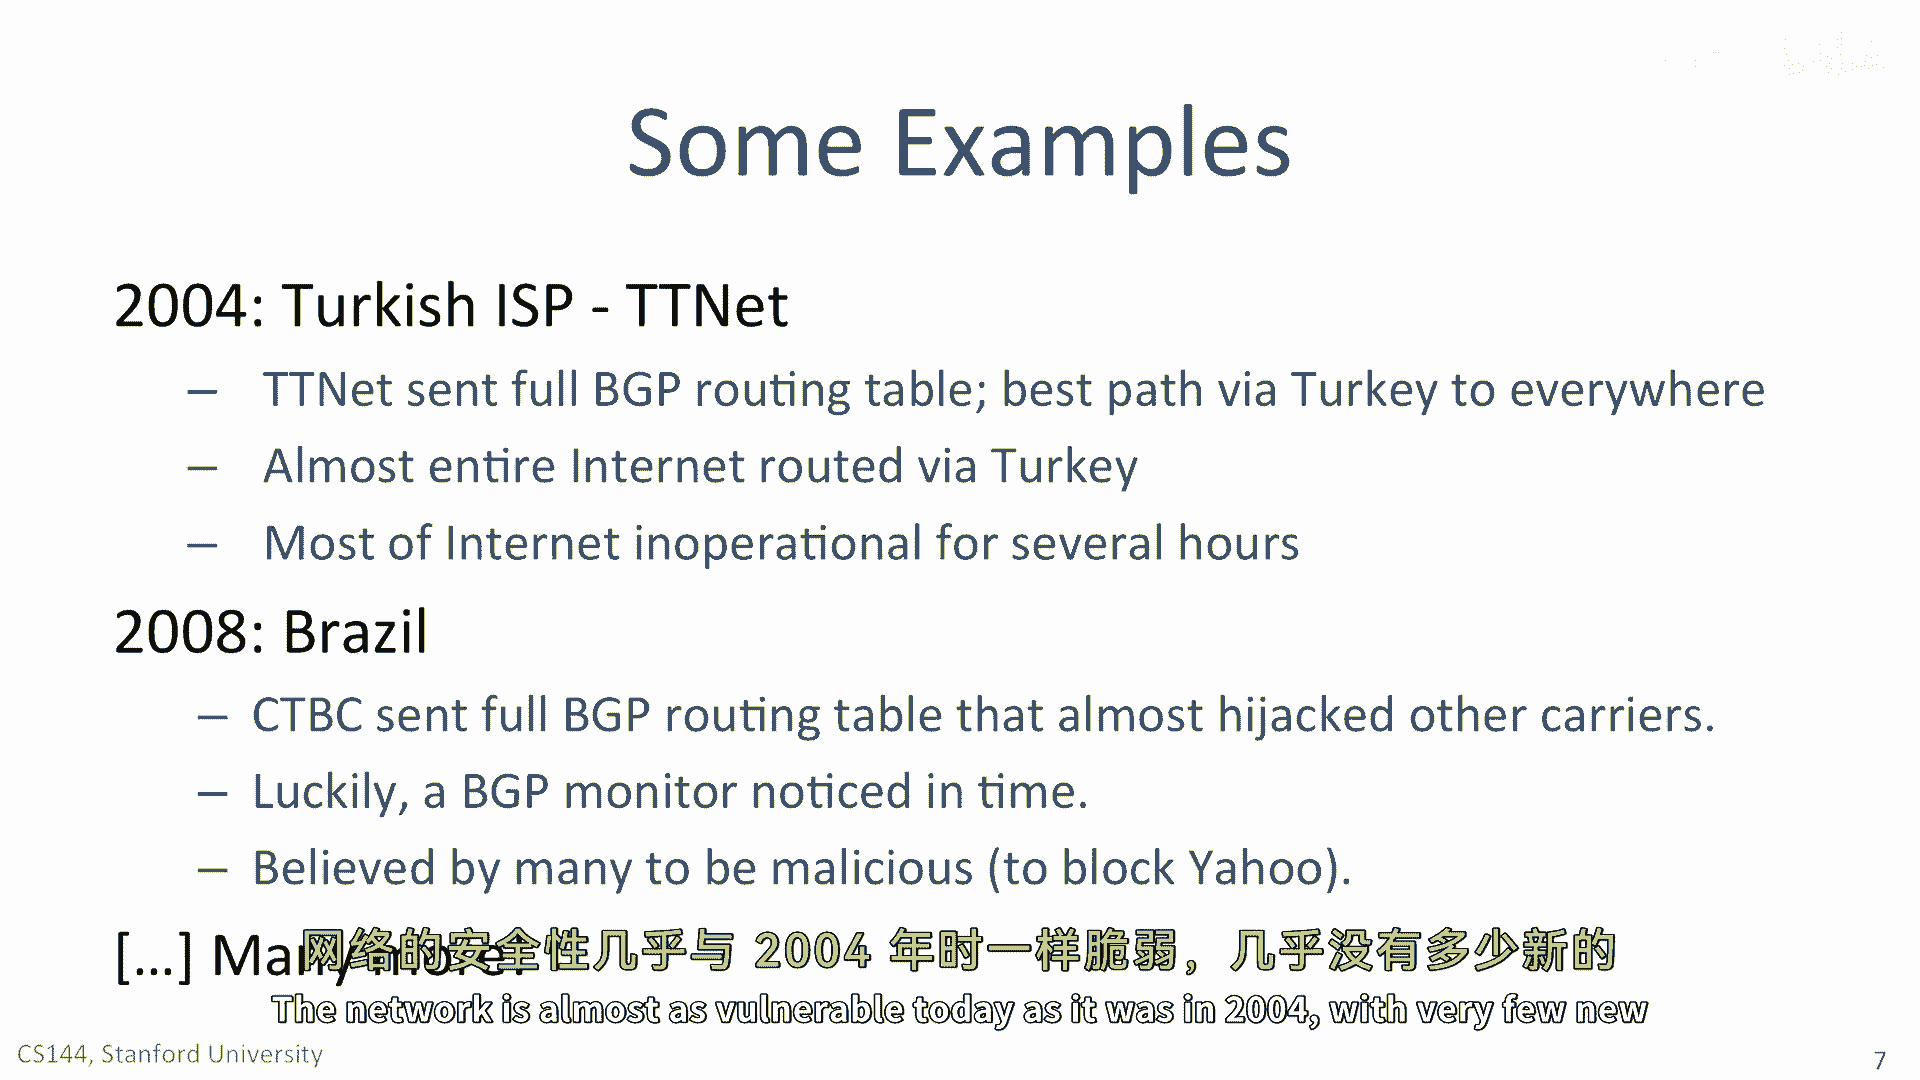 Some Examples
2004: Turkish ISP - TTNet
– TTNet sent full BGP routing table; best path via Turkey to everywhere
– Almost entire Internet routed via Turkey
– Most of Internet inoperational for several hours
2008: Brazil
– CTBC sent full BGP routing table that almost hijacked other carriers.
– Luckily, a BGP monitor noticed in time.
– Believed by many to be malicious (to block Yahoo).
[…] Many more.
网络的安全性几乎与 2004 年时一样脆弱，几乎没有多少新的
The network is almost as vulnerable today as it was in 2004, with very few new
CS144, Stanford University
7